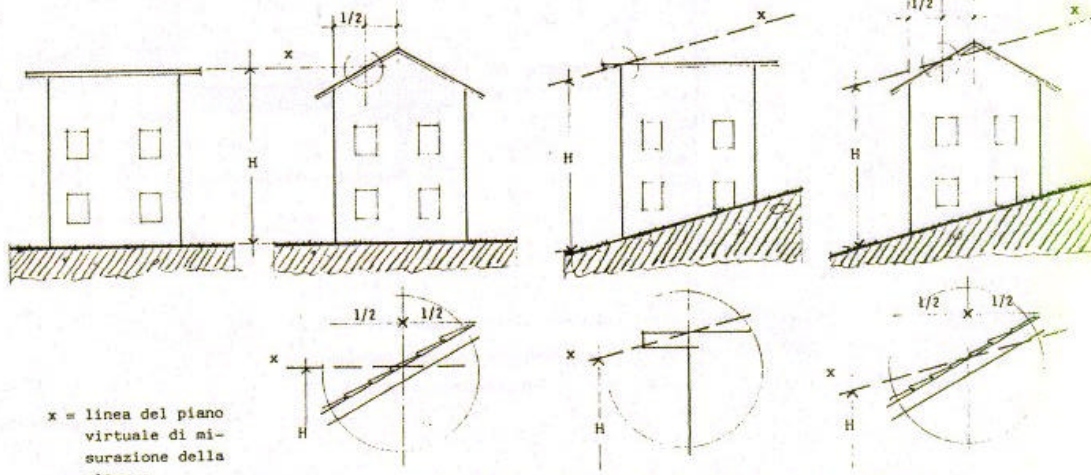 1/2
x
x
1/2
x
H
H
H
1/2 1/2
x
x
x
1/2 1/2
x
x = linea del piano
virtuale di mi-
surazione della
H
H
H